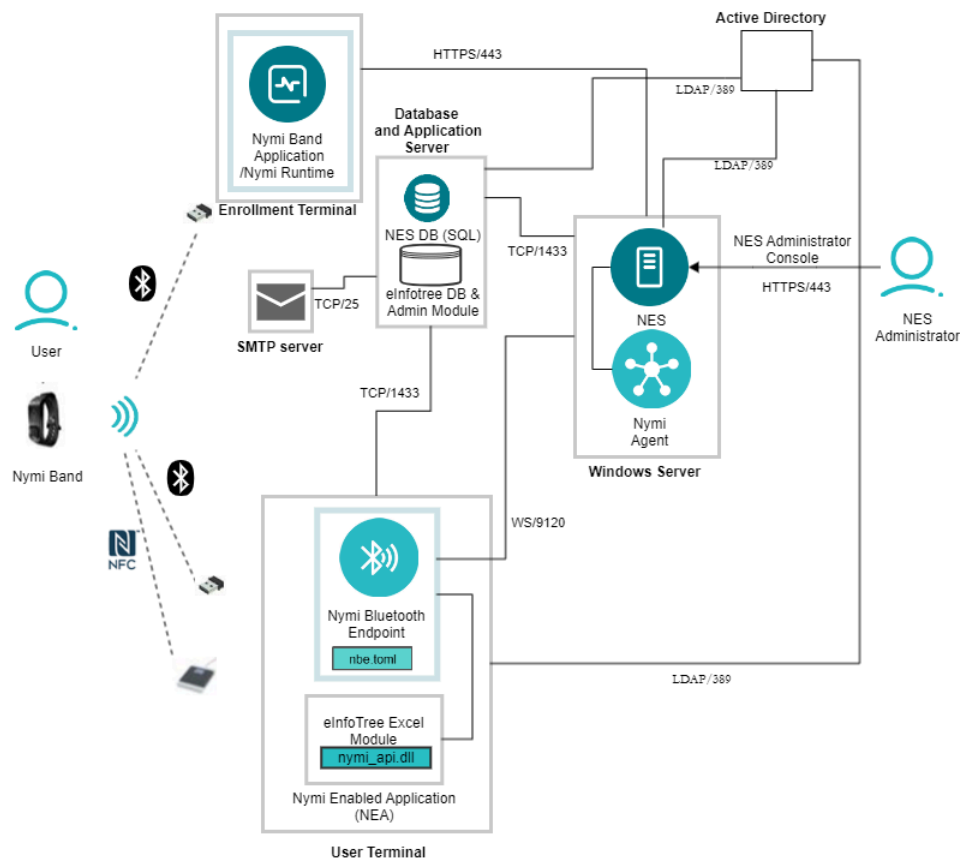 Active Directory
HTTPS/443
LDAP/389
Nymi Band
Application
/Nymi Runtime
Enrollment Terminal
Database
and Application
Server
LDAP/389
NES DB (SQL)
eInfotree DB &
Admin Module
TCP/1433
NES Administrator
Console
HTTPS/443
NES
NES
Administrator
TCP/25
SMTP server
User
Nymi Band
TCP/1433
Nymi
Agent
Windows Server
WS/9120
N
NFC
Nymi Bluetooth
Endpoint
nbe.toml
LDAP/389
eInfoTree Excel
Module
nymi_api.dll
Nymi Enabled Application
(NEA)
User Terminal